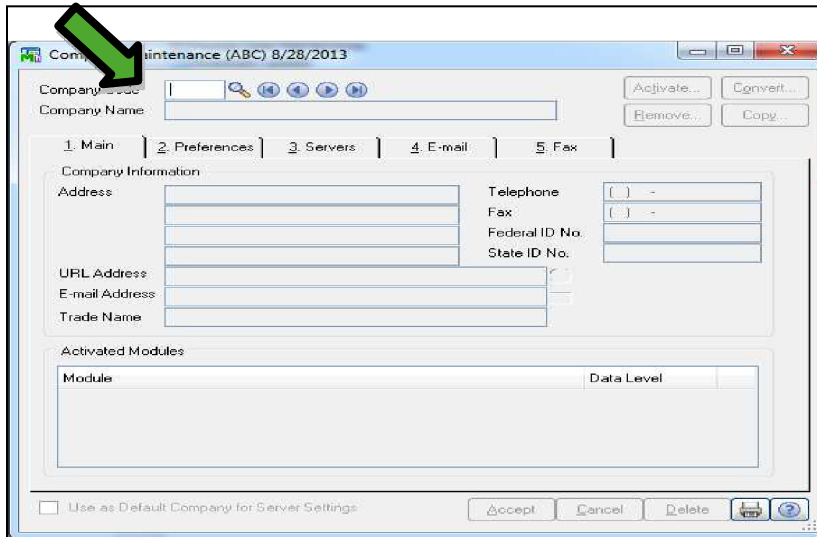 Com intenance (ABC) 8/28/2013
Company Code
Activate... Convert...
Company Name
Remove... Copy...
1. Main 2. Preferences 3. Servers 4. E-mail 5. Fax
Company Information
Address Telephone ( ) -
Fax ( ) -
Federal ID No.
State ID No.
URL Address
E-mail Address
Trade Name
Activated Modules
Module Data Level
Use as Default Company for Server Settings Accept Cancel Delete